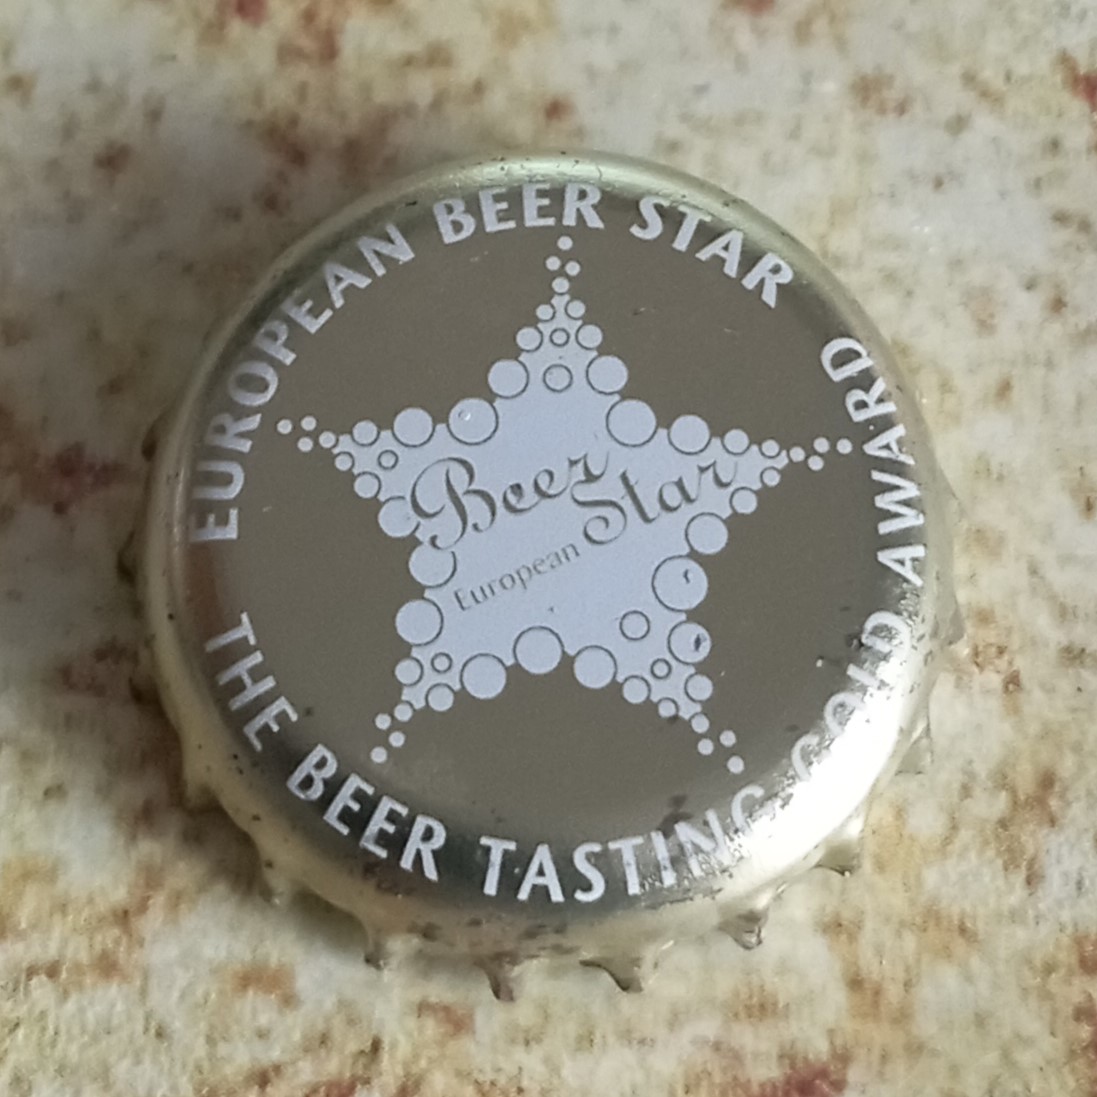 EUROPEAN BEER STAR
Beer
Star
European
THE BEER TASTING GOLD AWARD